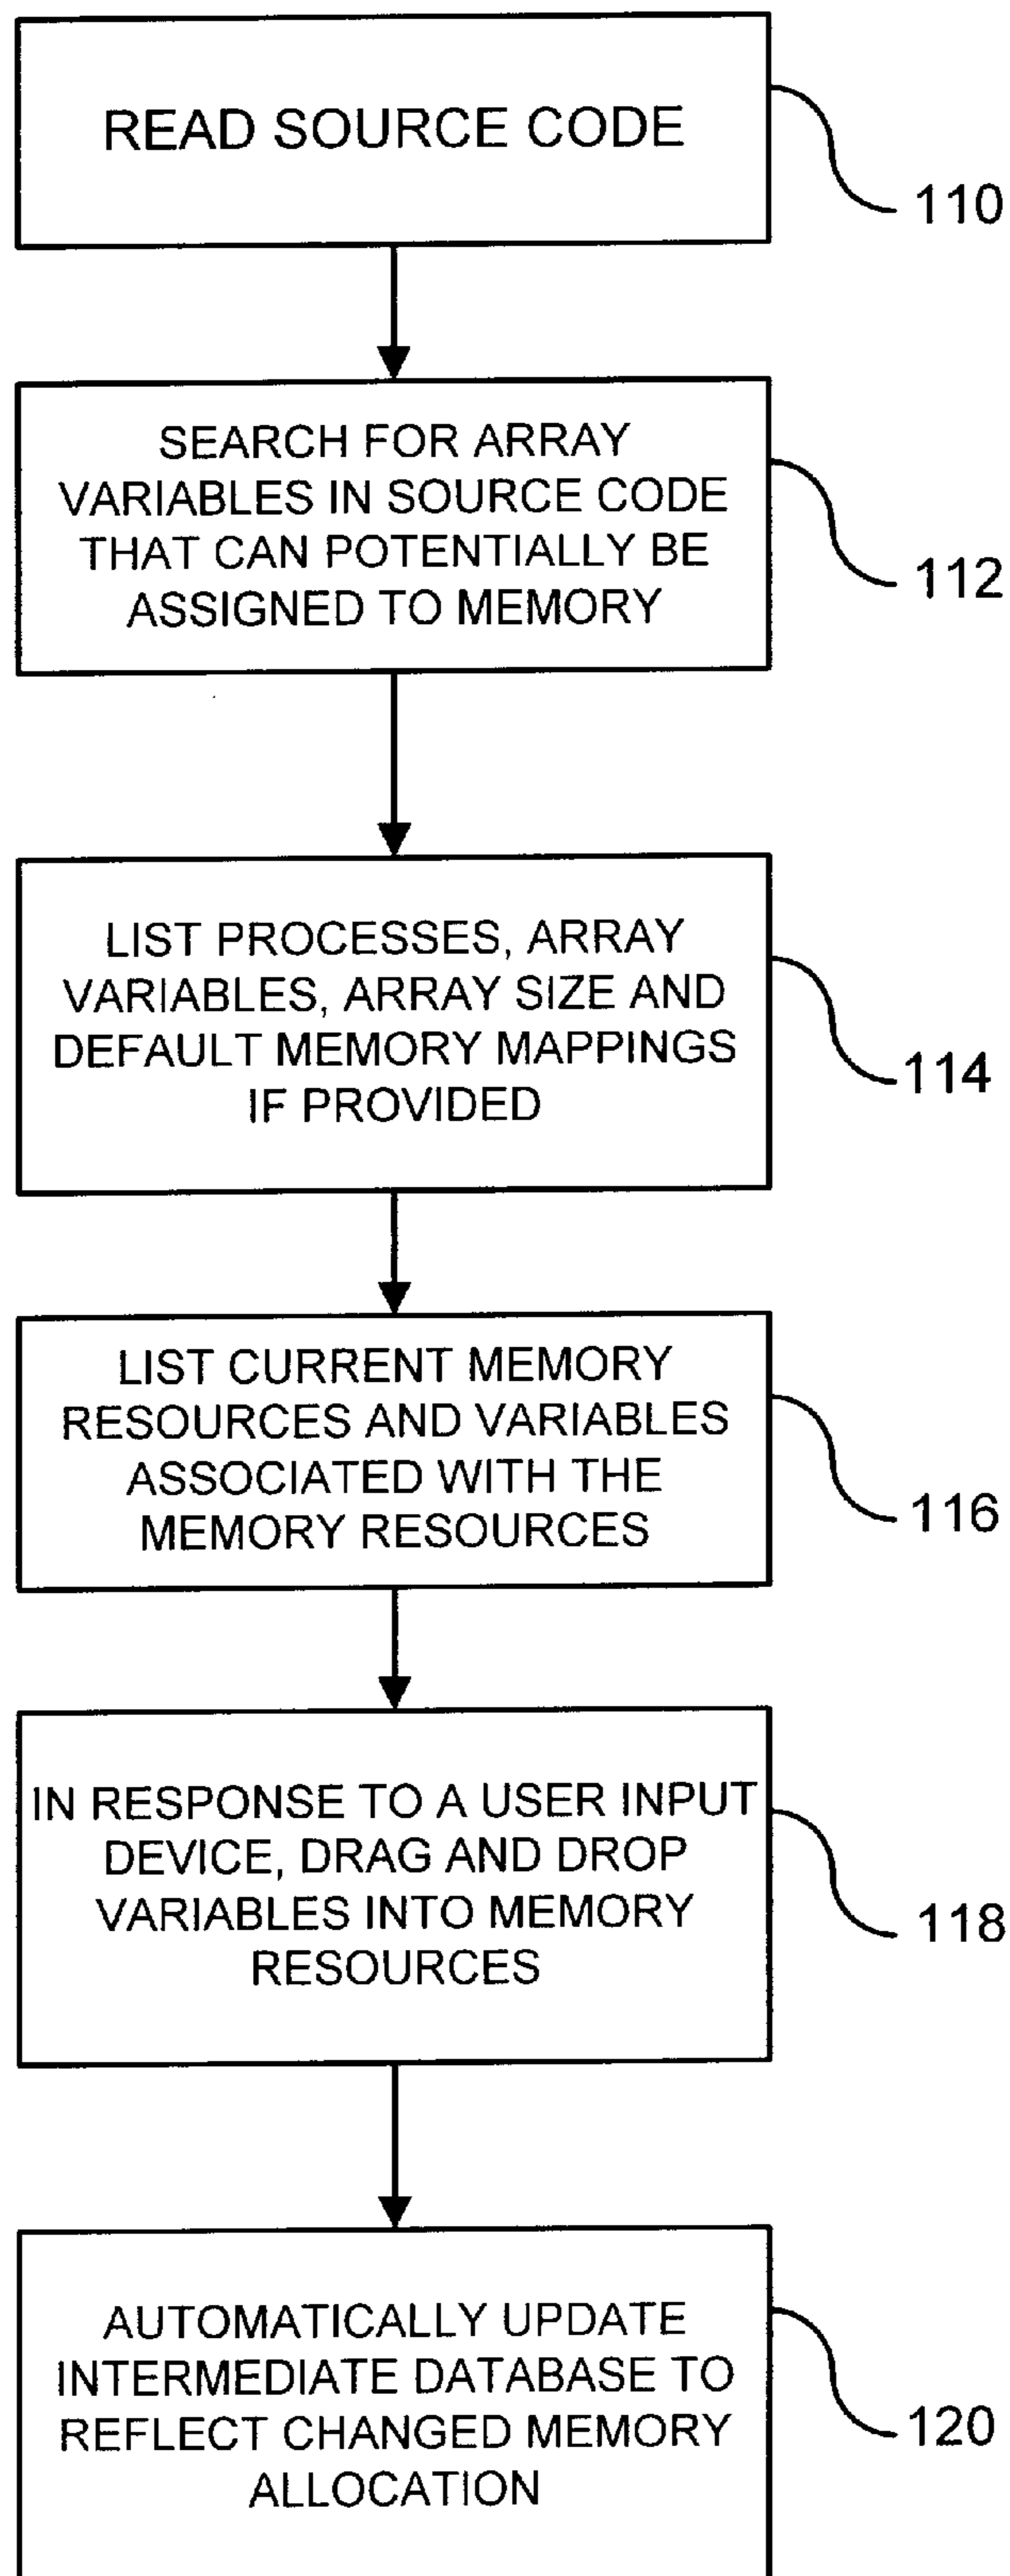 READ SOURCE CODE
110
SEARCH FOR ARRAY
VARIABLES IN SOURCE CODE
THAT CAN POTENTIALLY BE
ASSIGNED TO MEMORY
112
LIST PROCESSES, ARRAY
VARIABLES, ARRAY SIZE AND
DEFAULT MEMORY MAPPINGS
IF PROVIDED
114
LIST CURRENT MEMORY
RESOURCES AND VARIABLES
ASSOCIATED WITH THE
MEMORY RESOURCES
116
IN RESPONSE TO A USER INPUT
DEVICE, DRAG AND DROP
VARIABLES INTO MEMORY
RESOURCES
118
AUTOMATICALLY UPDATE
INTERMEDIATE DATABASE TO
REFLECT CHANGED MEMORY
ALLOCATION
120